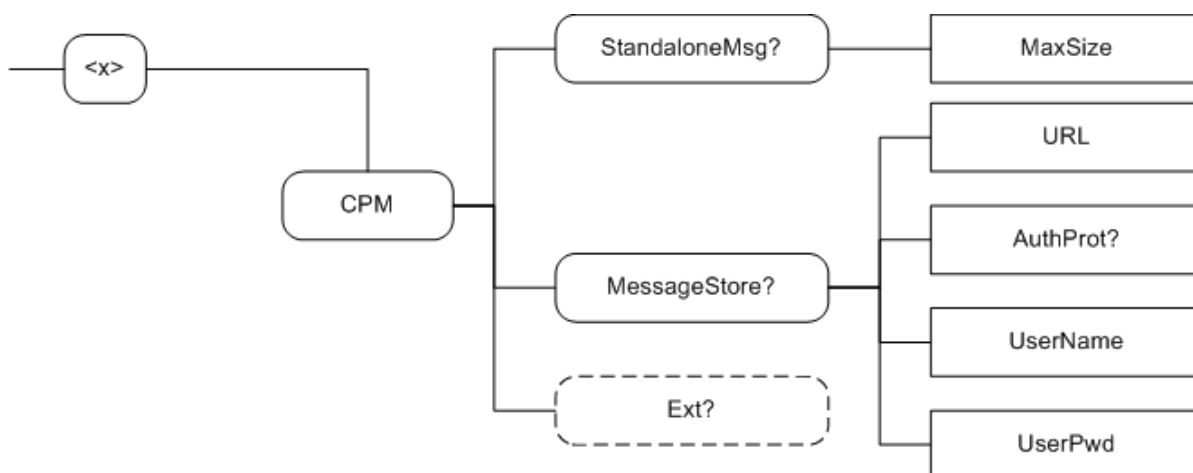 <x>
CPM
StandaloneMsg?
MaxSize
MessageStore?
URL
AuthProt?
UserName
UserPwd
Ext?